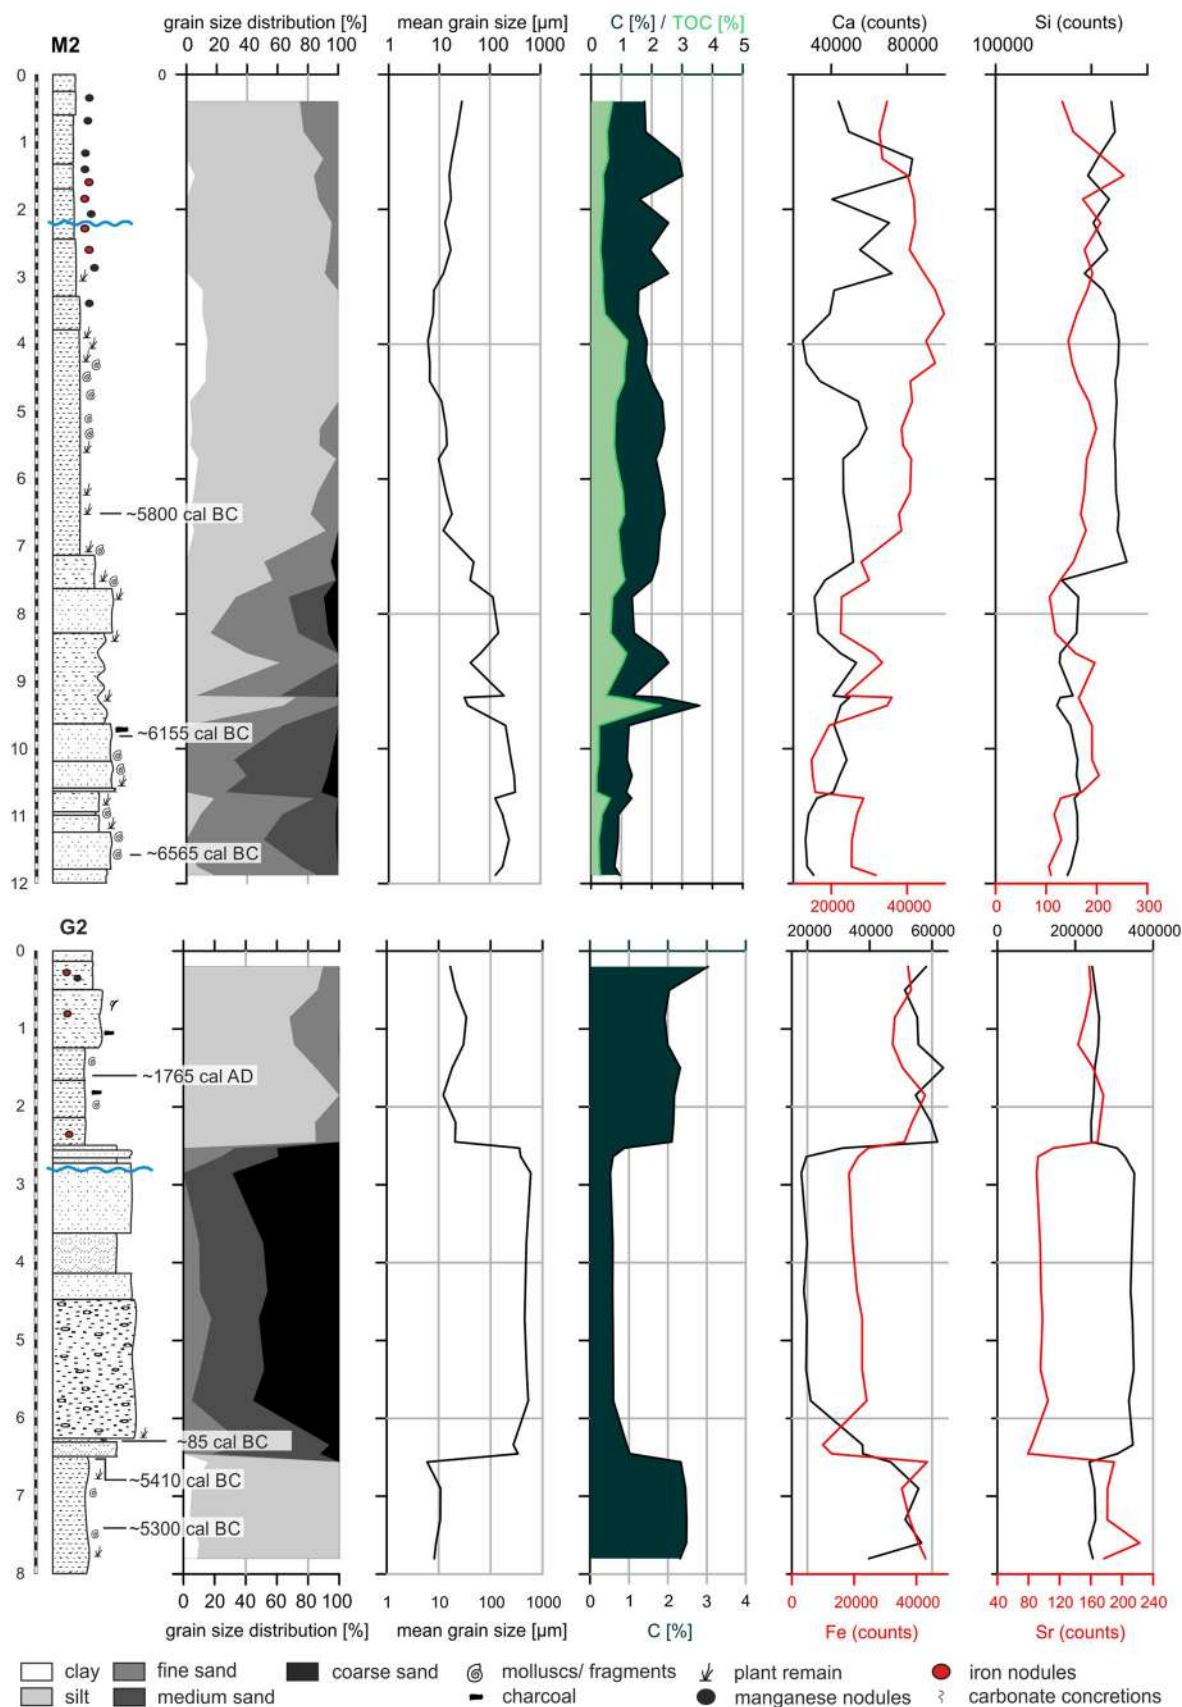 grain size distribution [%] mean grain size [µm] C [%] / TOC [%] Ca (counts) Si (counts)
M2 0 20 40 60 80 100 1 10 100 1000 0 1 2 3 4 5 40000 80000 100000
0 0
1
2
3
4
5
6
~5800 cal BC
7
8
9
~6155 cal BC
10
11
~6565 cal BC
12 20000 40000 0 100 200 300
G2 20000 40000 60000 200000 400000
0
1
~1765 cal AD
2
3
4
5
6
~85 cal BC
~5410 cal BC
7
~5300 cal BC
8
0 20 40 60 80 100 1 10 100 1000 0 1 2 3 4 0 20000 40000 40 80 120 160 200 240
grain size distribution [%] mean grain size [µm] C [%] Fe (counts) Sr (counts)
clay fine sand coarse sand molluscs/ fragments plant remain iron nodules
silt medium sand charcoal manganese nodules carbonate concretions